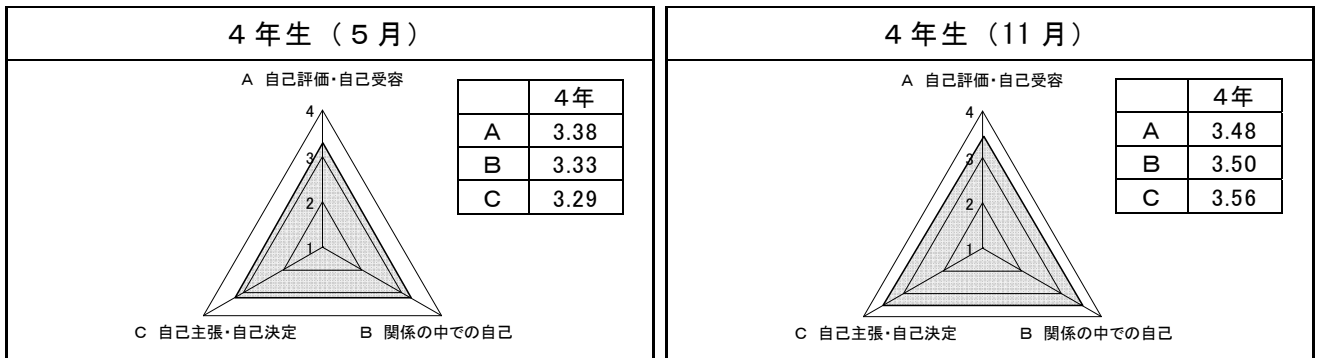 4年生（5月）
A 自己評価・自己受容
4
3
2
1
C 自己主張・自己決定
B 関係の中での自己
4年
A 3.38
B 3.33
C 3.29
4年生（11月）
A 自己評価・自己受容
4
3
2
1
C 自己主張・自己決定
B 関係の中での自己
4年
A 3.48
B 3.50
C 3.56